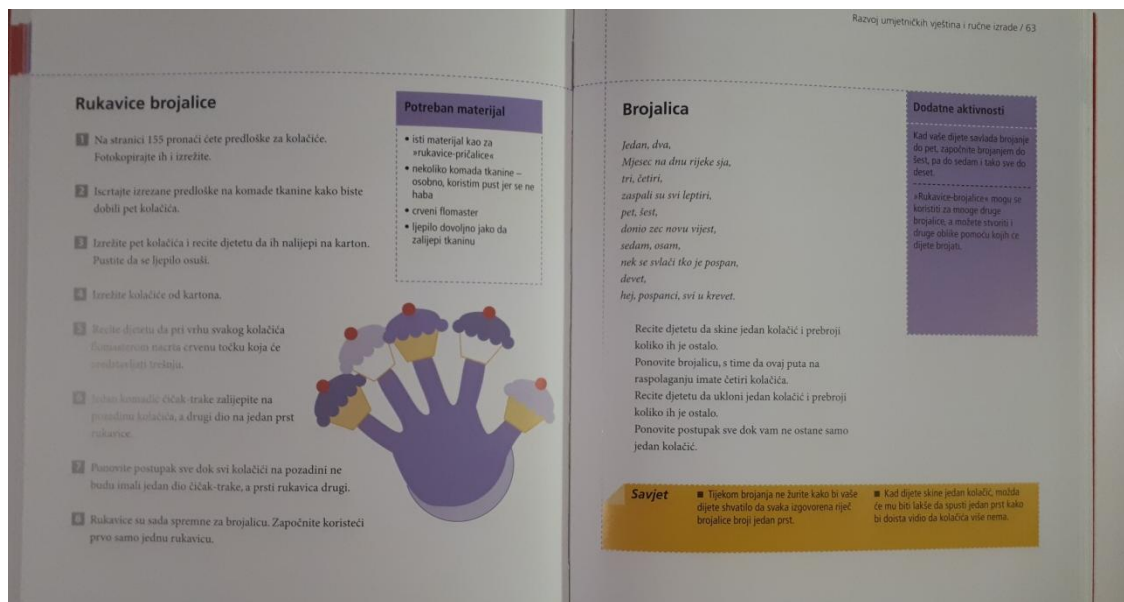 Rukavice brojalice
1 Na stranici 155 pronaći ćete predloške za kolačiće.
Fotokopirajte ih i izrežite.
2 Iscrtajte izrezane predloške na komade tkanine kako biste
dobili pet kolačića.
3 Izrežite pet kolačića i recite djetetu da ih nalijepi na karton.
Pustite da se ljepilo osuši.
4 Izrežite kolačiće od kartona.
5 Recite djetetu da pri vrhu svakog kolačića
flomasterom nacrta crvenu točku koja će
predstavljati trešnju.
6 komadić čičak-trake zalijepite na
pozadinu kolačića, a drugi dio na jedan prst
rukavice.
7 Ponovite postupak sve dok svi kolačići na pozadini ne
budu imali jedan dio čičak-trake, a prsti rukavica drugi.
8 Rukavice su sada spremne za brojalicu. Započnite koristeći
prvo samo jednu rukavicu.
Potreban materijal
• isti materijal kao za
»rukavice-pričalice«
• nekoliko komada tkanine –
osobno, koristim pust jer se ne
haba
• crveni flomaster
• ljepilo dovoljno jako da
zalijepi tkaninu
Razvoj umjetničkih vještina i ručne izrade / 63
Brojalica
Jedan, dva,
Mjesec na dnu rijeke sja,
tri, četiri,
zaspali su svi leptiri,
pet, šest,
donio zec novu vijest,
sedam, osam,
nek se svlači tko je pospan,
devet,
hej, pospanci, svi u krevet.
Recite djetetu da skine jedan kolačić i prebroji
koliko ih je ostalo.
Ponovite brojalicu, s time da ovaj puta na
raspolaganju imate četiri kolačića.
Recite djetetu da ukloni jedan kolačić i prebroji
koliko ih je ostalo.
Ponovite postupak sve dok vam ne ostane samo
jedan kolačić.
Dodatne aktivnosti
Kad vaše dijete savlada brojanje
do pet, započnite brojanjem do
šest, pa do sedam i tako sve do
deset.
»Rukavice-brojalice« mogu se
koristiti za mnoge druge
brojalice, a možete stvoriti i
druge oblike pomoću kojih će
dijete brojati.
Savjet
■ Tijekom brojanja ne žurite kako bi vaše
dijete shvatilo da svaka izgovorena riječ
brojalice broji jedan prst.
■ Kad dijete skine jedan kolačić, možda
će mu biti lakše da spusti jedan prst kako
bi doista vidio da kolačića više nema.